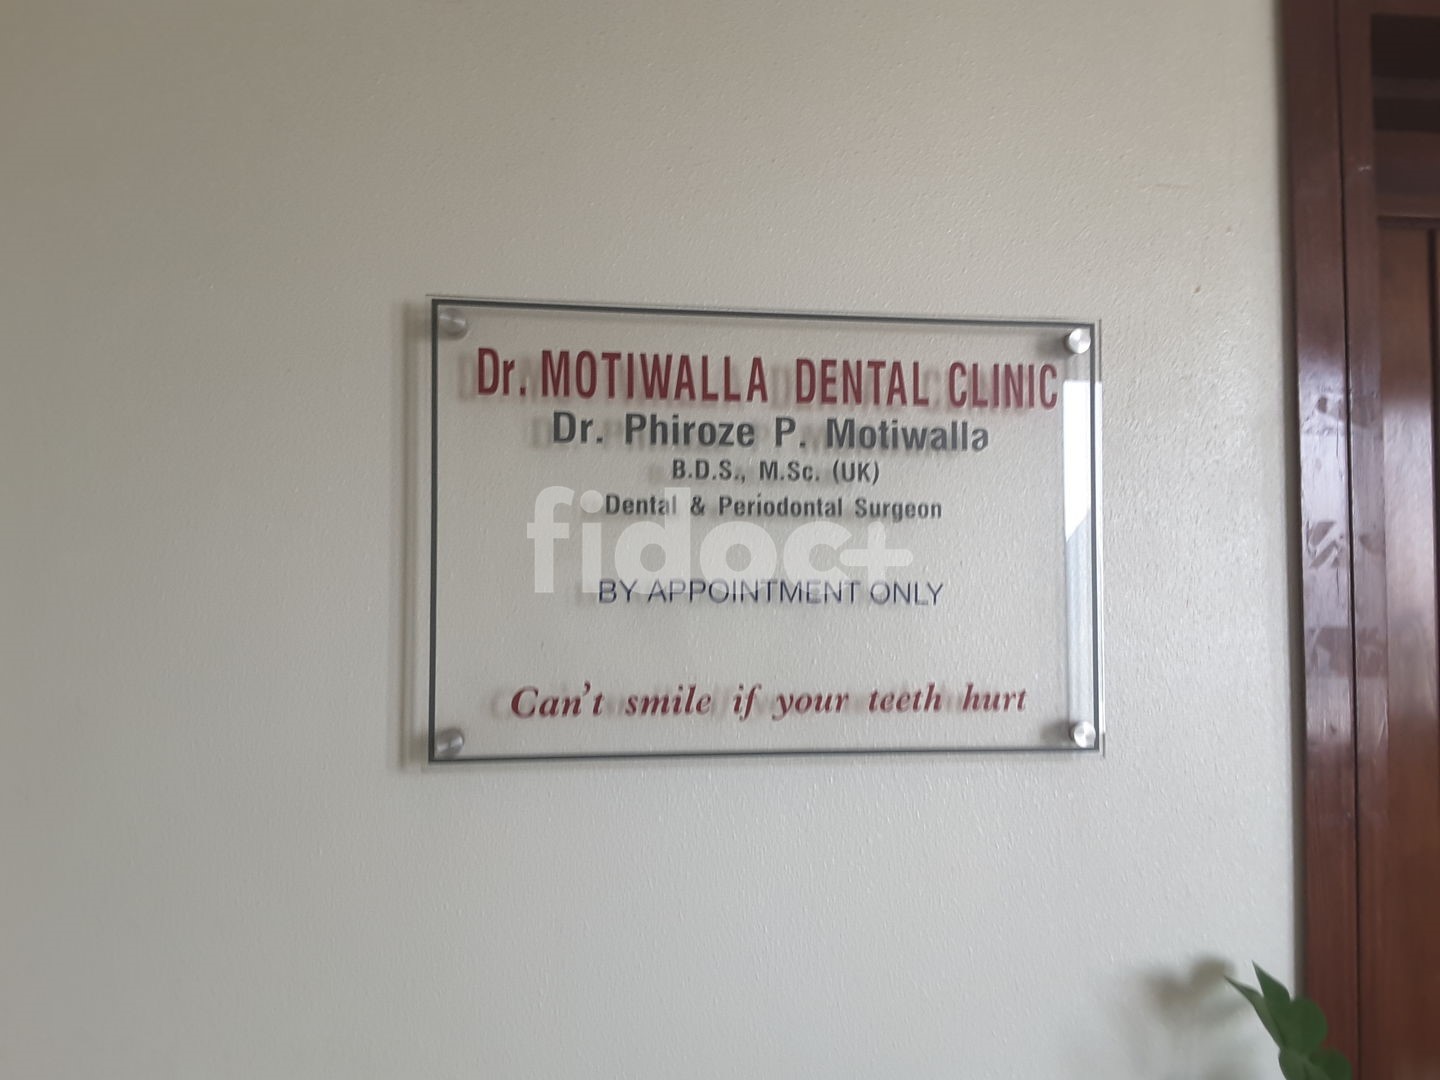 Dr. MOTIWALLA DENTAL CLINIC
Dr. Phiroze P. Motiwalla
B.D.S., M.Sc. (UK)
Dental & Periodontal Surgeon
fidoc+
BY APPOINTMENT ONLY
Can't smile if your teeth hurt